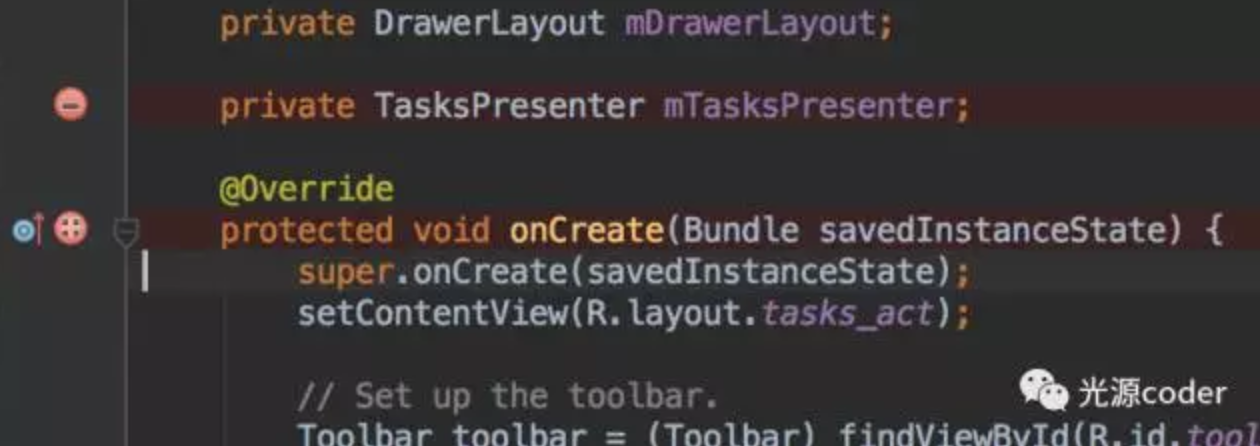 private DrawerLayout mDrawerLayout;
private TasksPresenter mTasksPresenter;
@Override
protected void onCreate(Bundle savedInstanceState) {
super.onCreate(savedInstanceState);
setContentView(R.layout.tasks_act);
// Set up the toolbar.
Toolbar toolbar = (Toolbar) findViewById(R.id.tool
光源coder